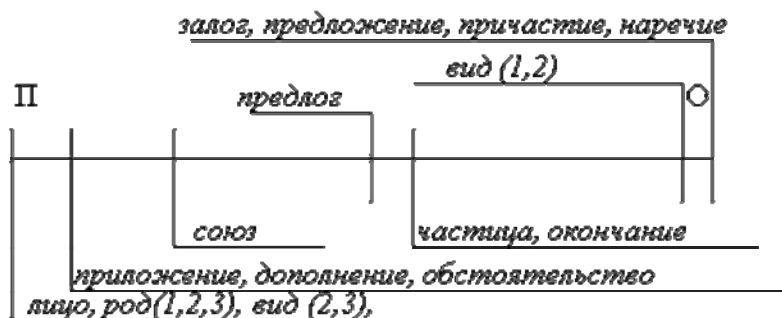 залог, предложение, причастие, наречие
вид (1,2)
П
предлог
О
союз
частица, окончание
приложение, дополнение, обстоятельство
лицо, род(1,2,3), вид (2,3),